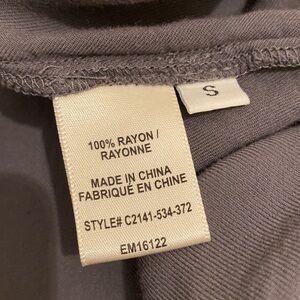 S
100% RAYON /
RAYONNE
MADE IN CHINA
FABRIQUÉ EN CHINE
STYLE# C2141-534-372
EM16122